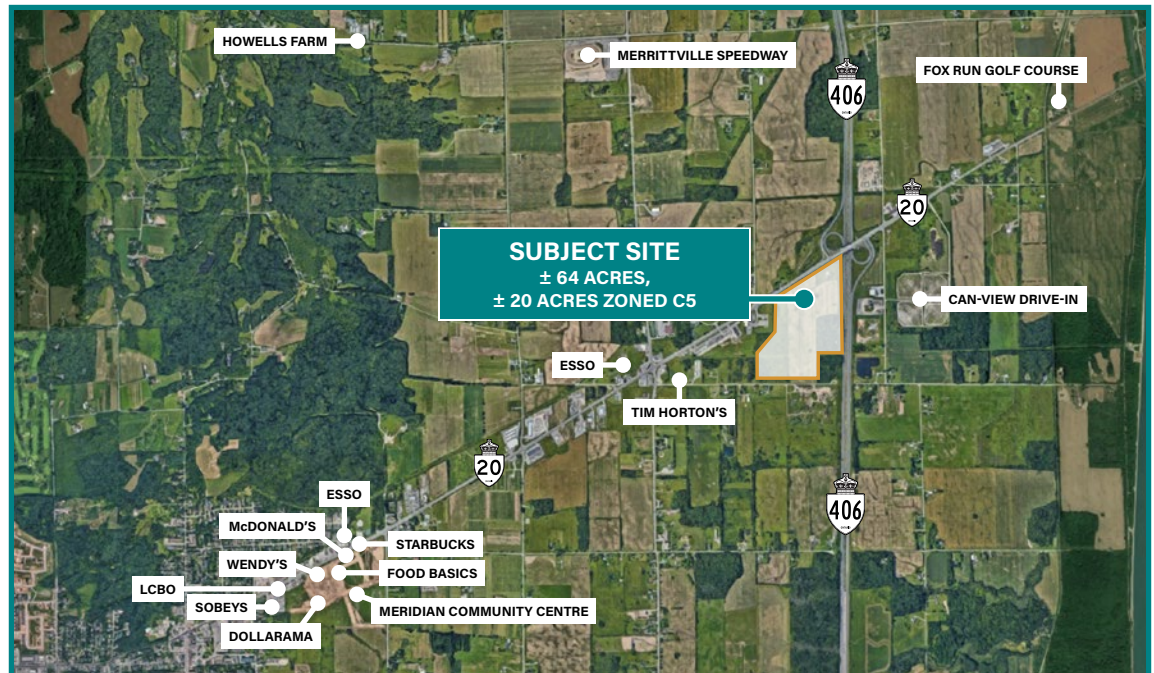 HOWELLS FARM
MERRITTVILLE SPEEDWAY
406
FOX RUN GOLF COURSE
20
SUBJECT SITE
± 64 ACRES,
± 20 ACRES ZONED C5
CAN-VIEW DRIVE-IN
ESSO
TIM HORTON'S
20
406
ESSO
McDONALD'S
STARBUCKS
WENDY'S
FOOD BASICS
LCBO
SOBEYS
MERIDIAN COMMUNITY CENTRE
DOLLARAMA